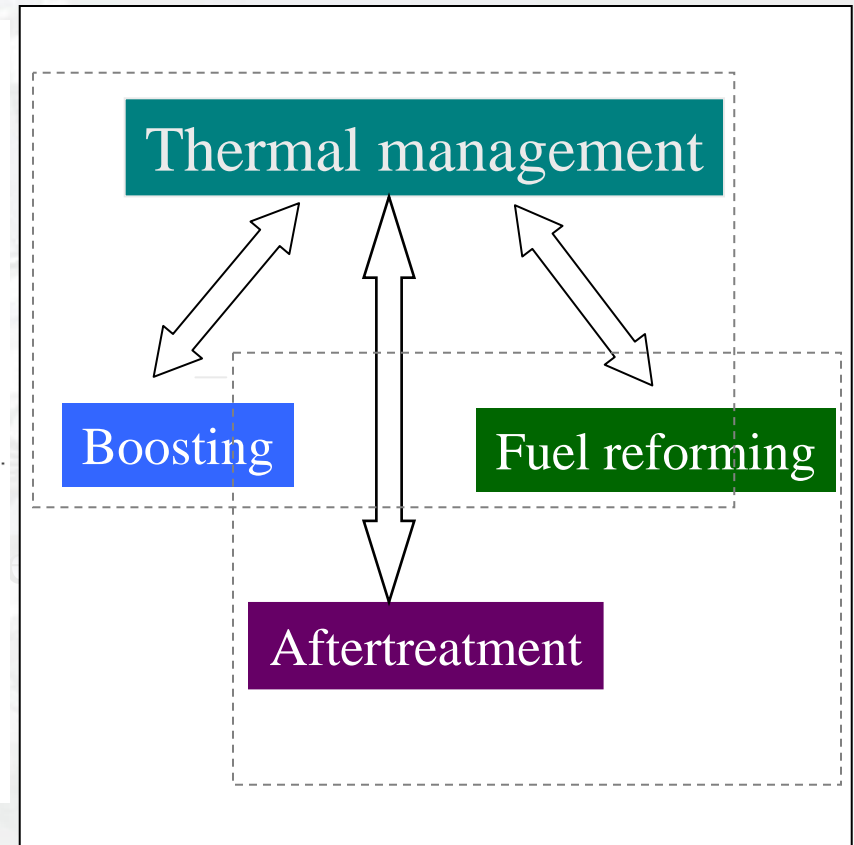 Thermal management
Boosting
Fuel reforming
Aftertreatment